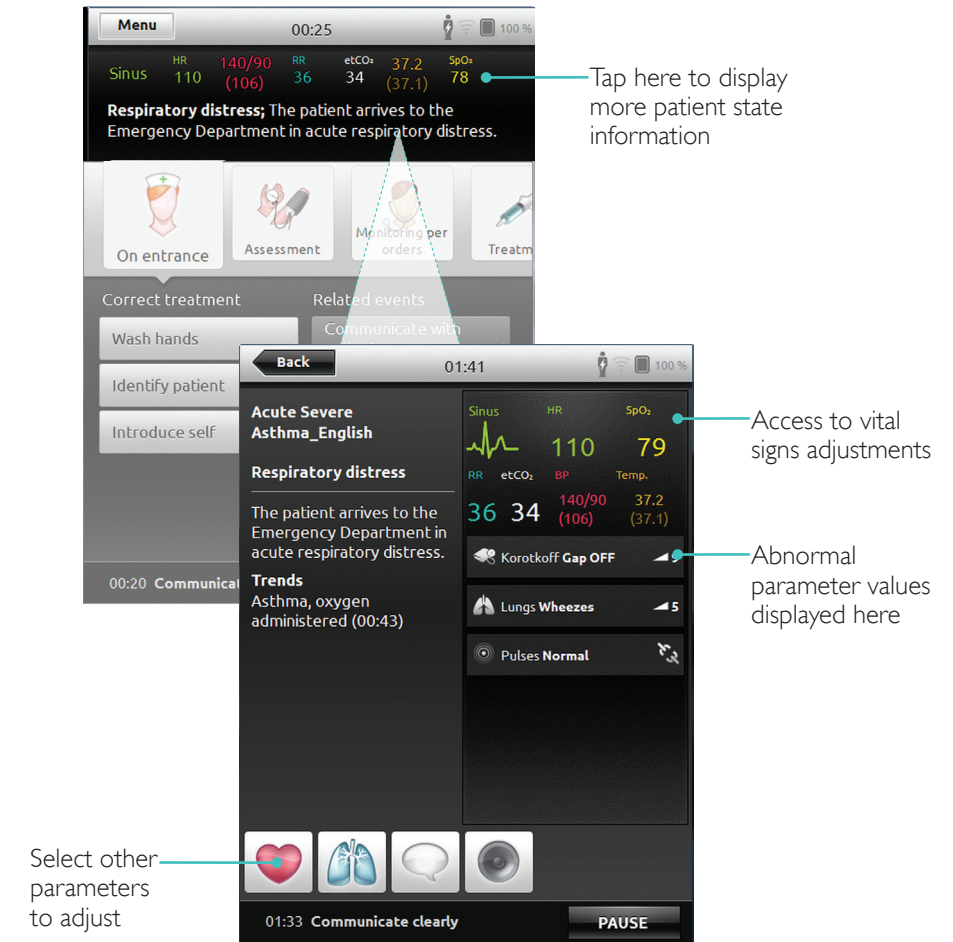 Menu
00:25
100 %
HR
140/90
RR
etCO₂
37.2
SpO₂
Sinus
110
(106)
36
34
(37.1)
78
Respiratory distress; The patient arrives to the
Emergency Department in acute respiratory distress.
Tap here to display
more patient state
information
On entrance
Assessment
Monitoring per
orders
Correct treatment
Related events
Wash hands
Communicate with
Identify patient
Introduce self
00:20
Back
01:41
100 %
Acute Severe
Asthma_English
Respiratory distress
The patient arrives to the
Emergency Department in
acute respiratory distress.
Trends
Asthma, oxygen
administered (00:43)
Sinus
HR
SpO₂
110
79
RR
etCO₂
BP
Temp.
36
34
140/90
(106)
37.2
(37.1)
Korotkoff Gap OFF
Lungs Wheezes 5
Pulses Normal
Access to vital
signs adjustments
Abnormal
parameter values
displayed here
Select other
parameters
to adjust
01:33 Communicate clearly
PAUSE